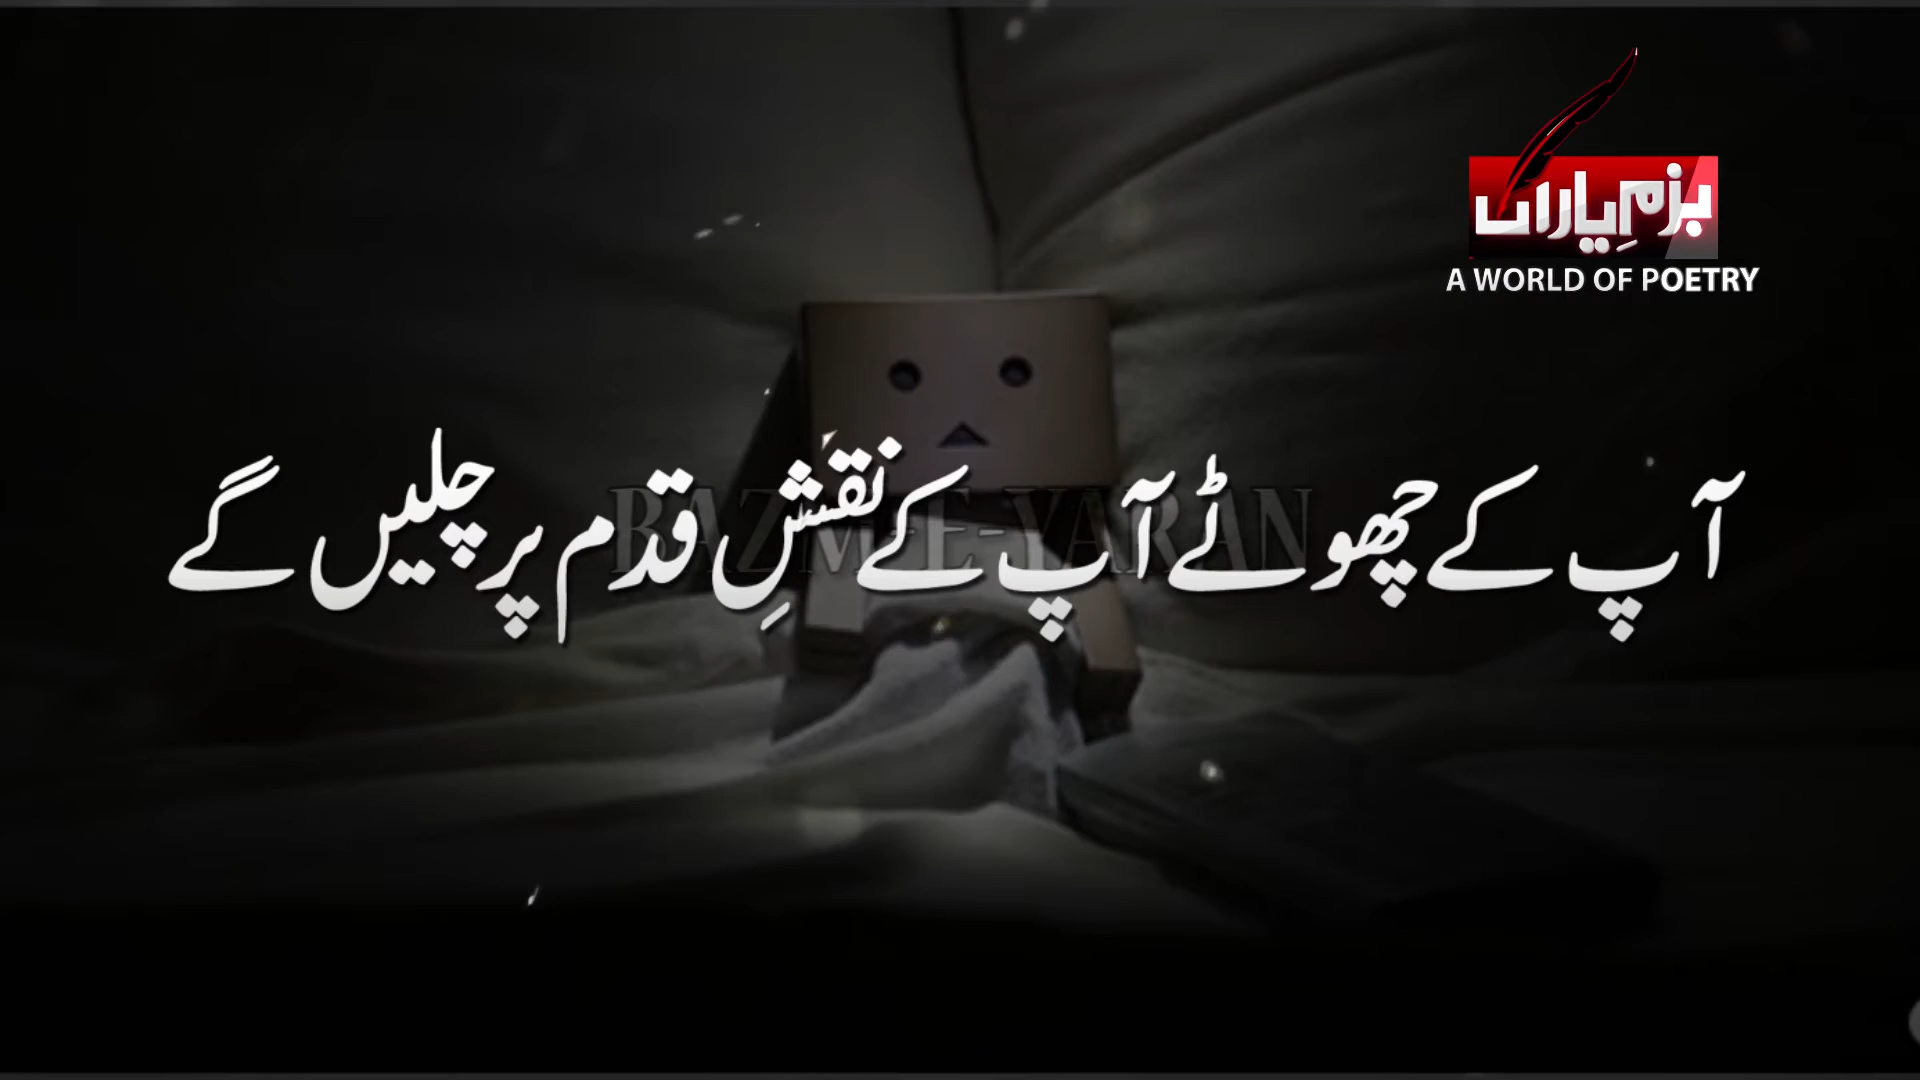 بزمِ یاراں
A WORLD OF POETRY
آپ کے چھوٹے آپ کے نقشِ قدم پر چلیں گے
BAZM-E-YARAN